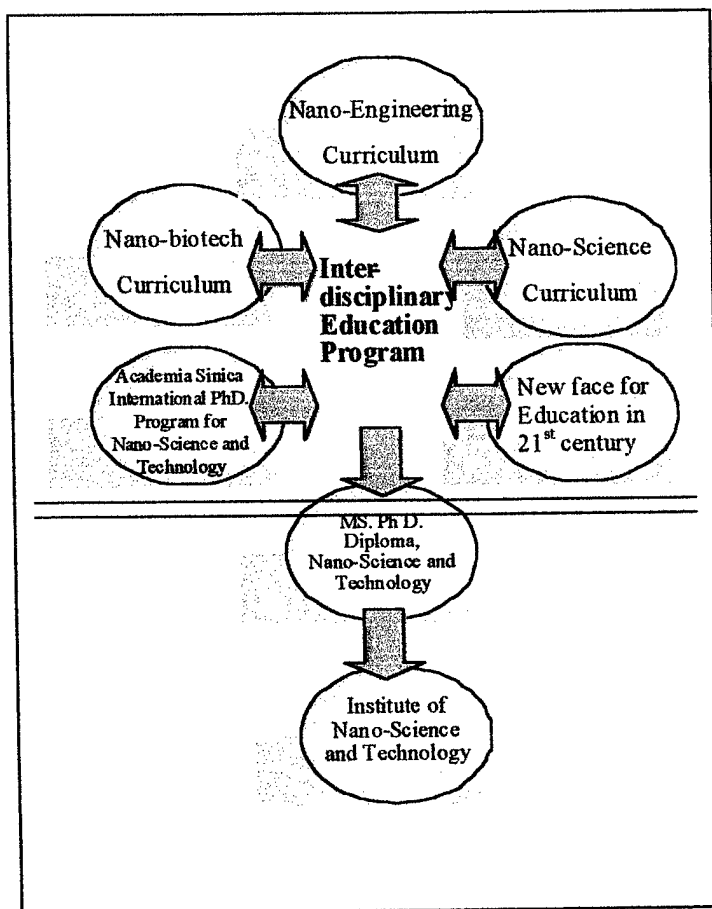 Nano-Engineering
Curriculum
Nano-biotech
Curriculum
Nano-Science
Curriculum
Inter-
disciplinary
Education
Program
Academia Sinica
International PhD.
Program for
Nano-Science and
Technology
New face for
Education in
21st century
MS. Ph D.
Diploma,
Nano-Science and
Technology
Institute of
Nano-Science
and Technology